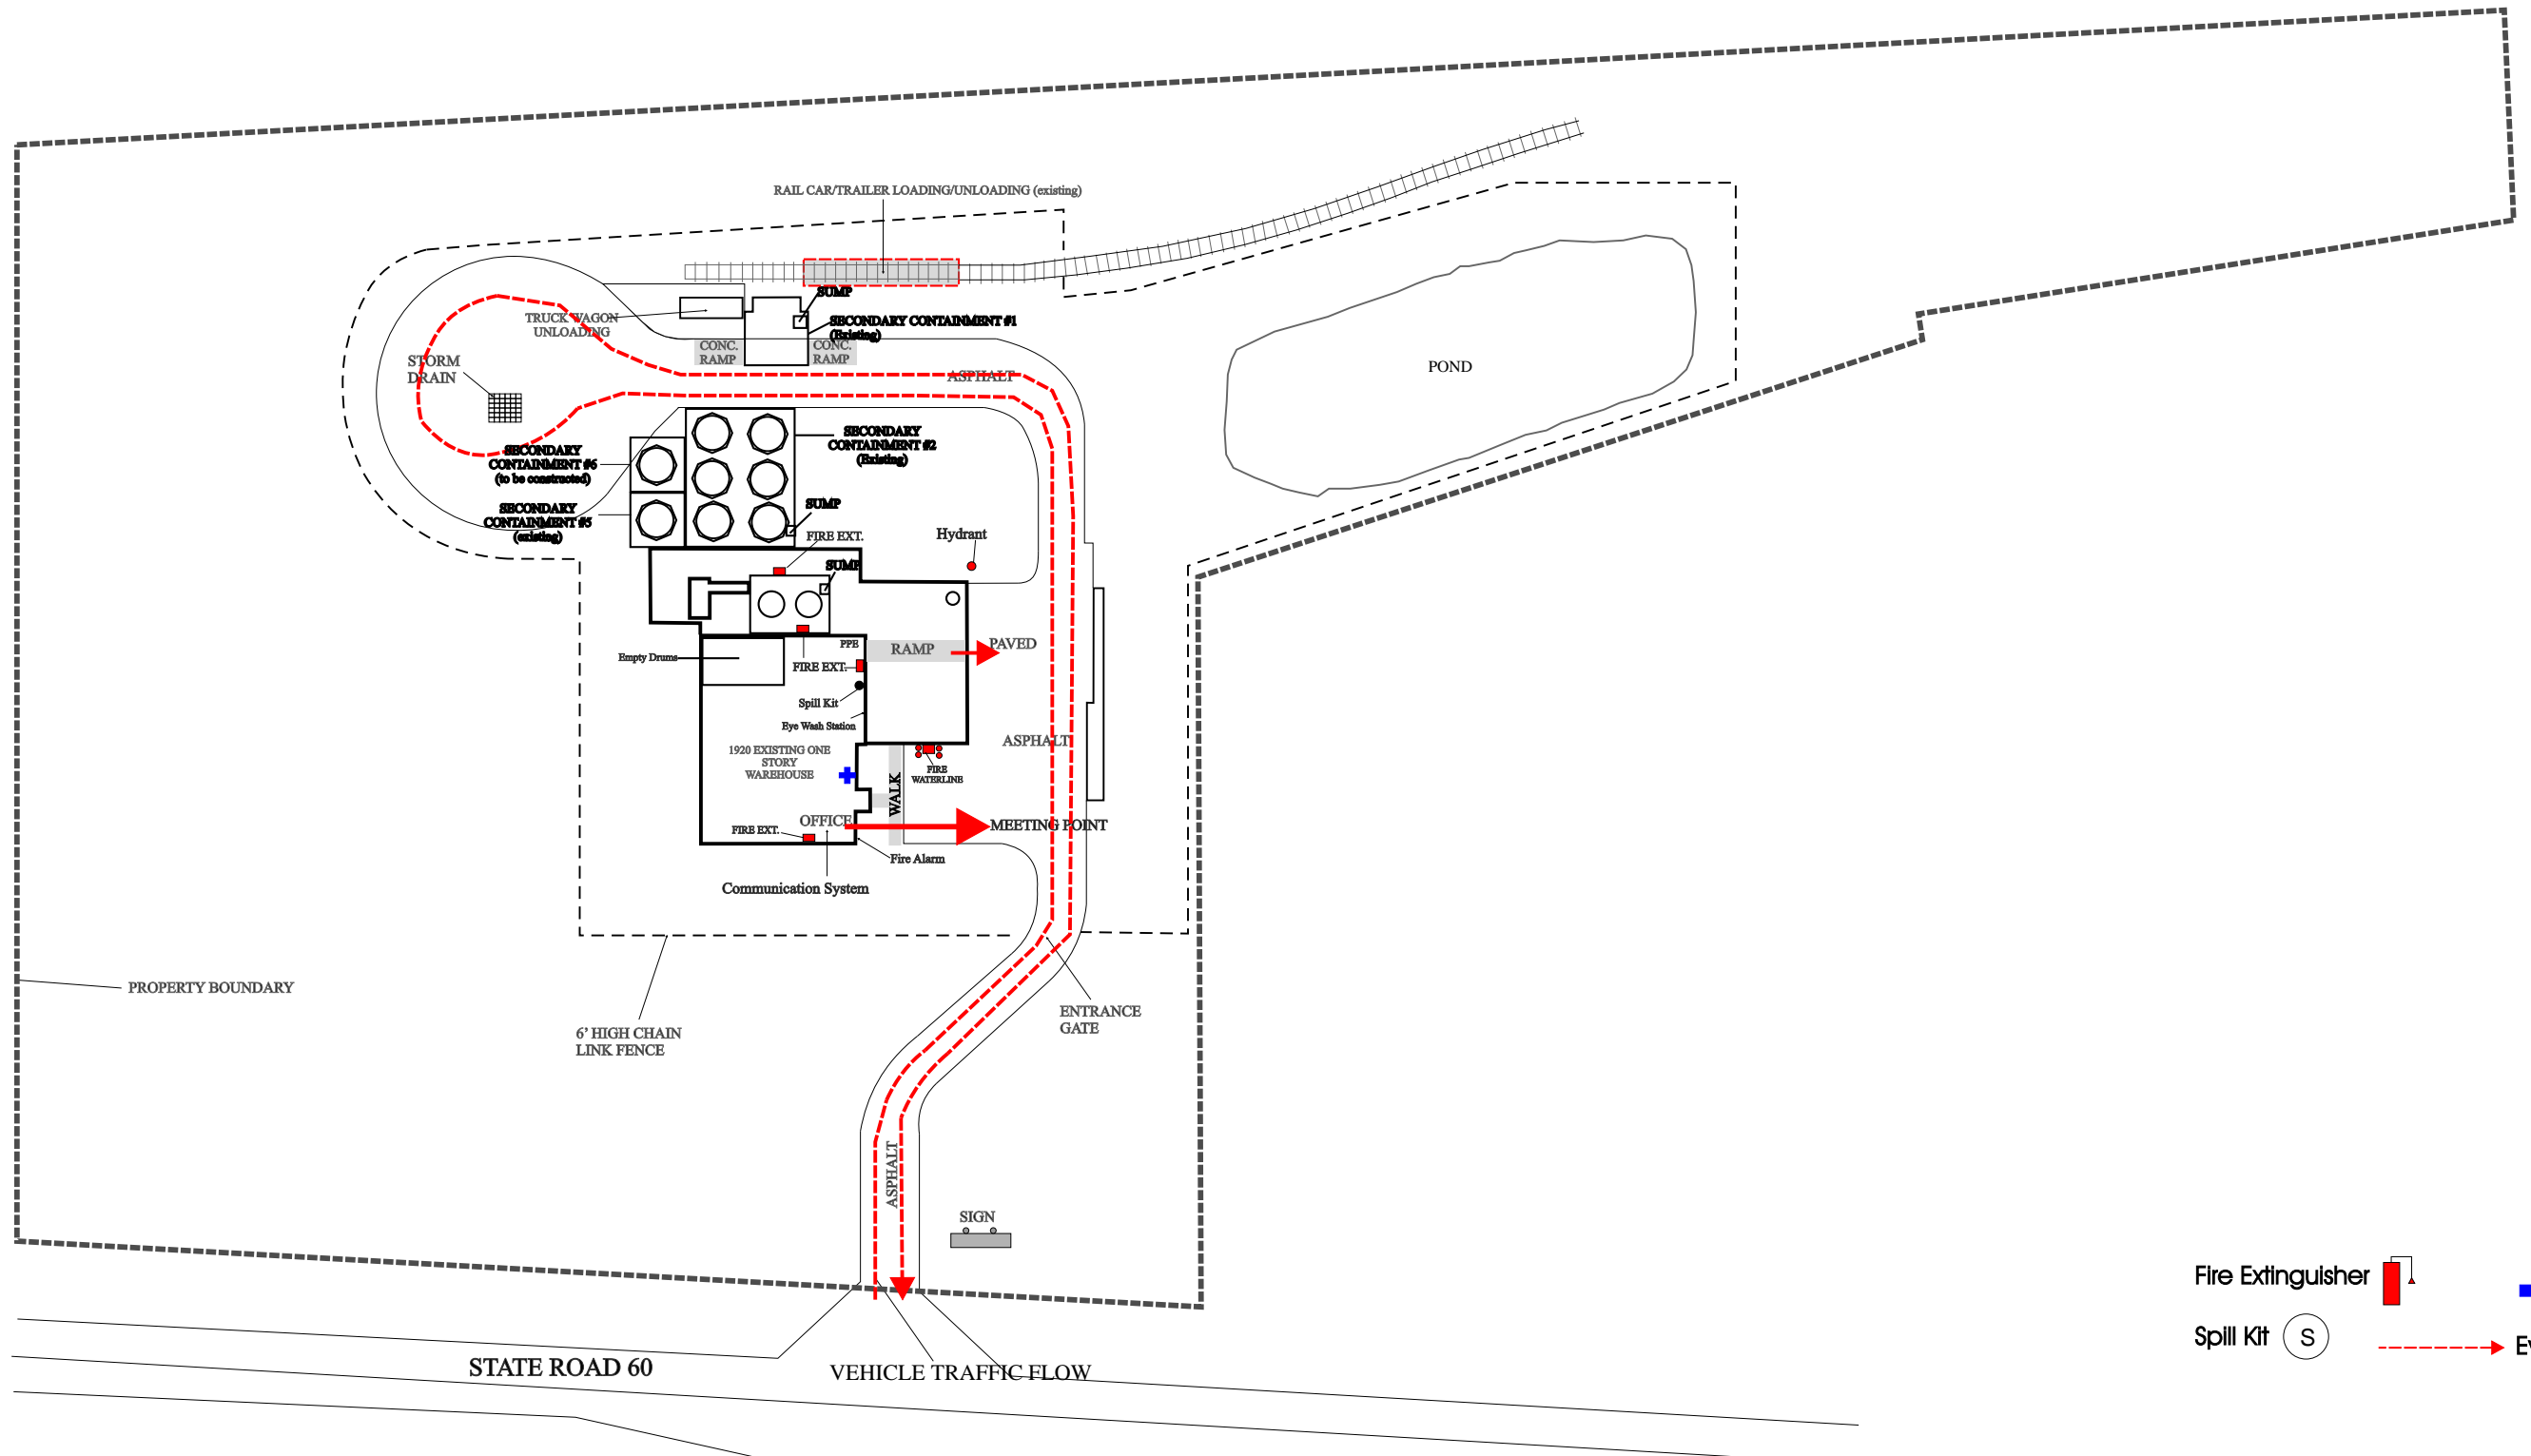 RAIL CAR/TRAILER LOADING/UNLOADING (existing)
SUMP
TRUCK WAGON
UNLOADING
SECONDARY CONTAINMENT #1
(Existing)
CONC.
RAMP
CONC.
RAMP
STORM
DRAIN
ASPHALT
POND
SECONDARY
CONTAINMENT #2
(Existing)
SECONDARY
CONTAINMENT #6
(to be constructed)
SECONDARY
CONTAINMENT #5
(existing)
SUMP
FIRE EXT.
Hydrant
SUMP
PPE
RAMP
PAVED
Empty Drums
FIRE EXT.
Spill Kit
Eye Wash Station
1920 EXISTING ONE
STORY
WAREHOUSE
ASPHALT
FIRE
WATERLINE
WALK
OFFICE
FIRE EXT.
MEETING POINT
Fire Alarm
Communication System
PROPERTY BOUNDARY
6' HIGH CHAIN
LINK FENCE
ENTRANCE
GATE
ASPHALT
SIGN
Fire Extinguisher
Spill Kit S
STATE ROAD 60
VEHICLE TRAFFIC FLOW